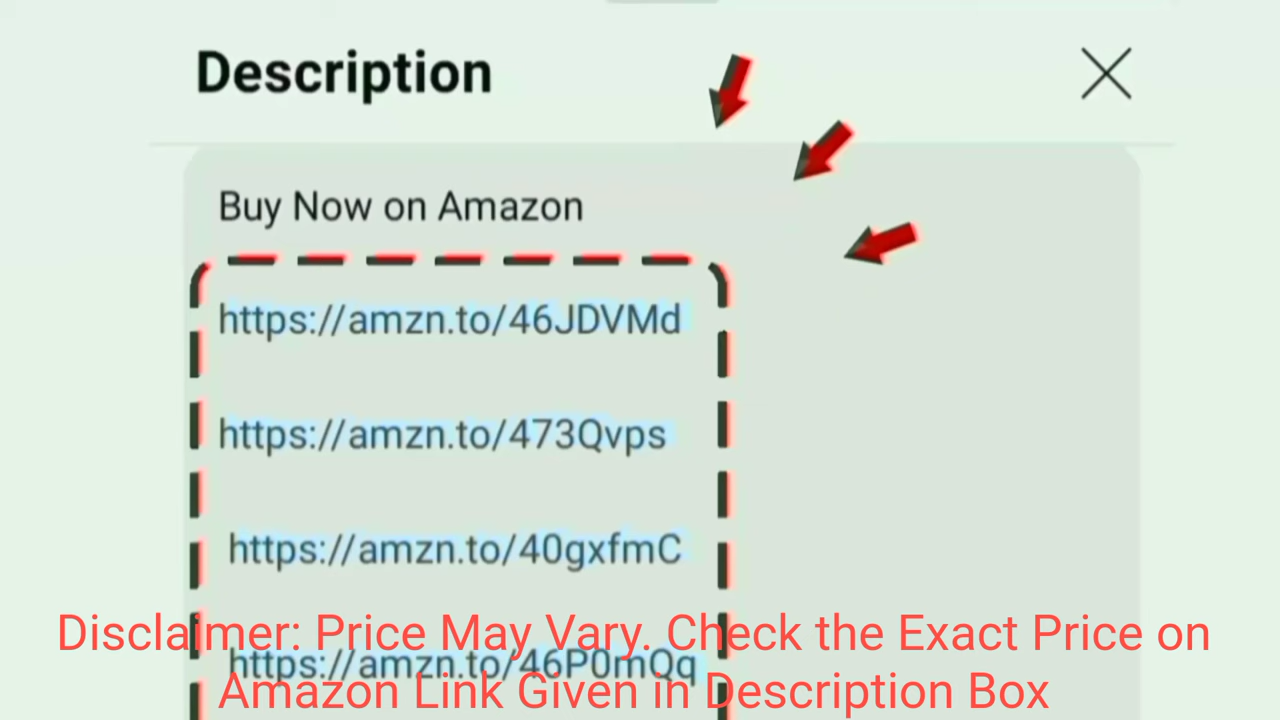 Description
Buy Now on Amazon
https://amzn.to/46JDVMd
https://amzn.to/473Qvps
https://amzn.to/40gxfmC
https://amzn.to/46P0mQq
Disclaimer: Price May Vary. Check the Exact Price on
Amazon Link Given in Description Box